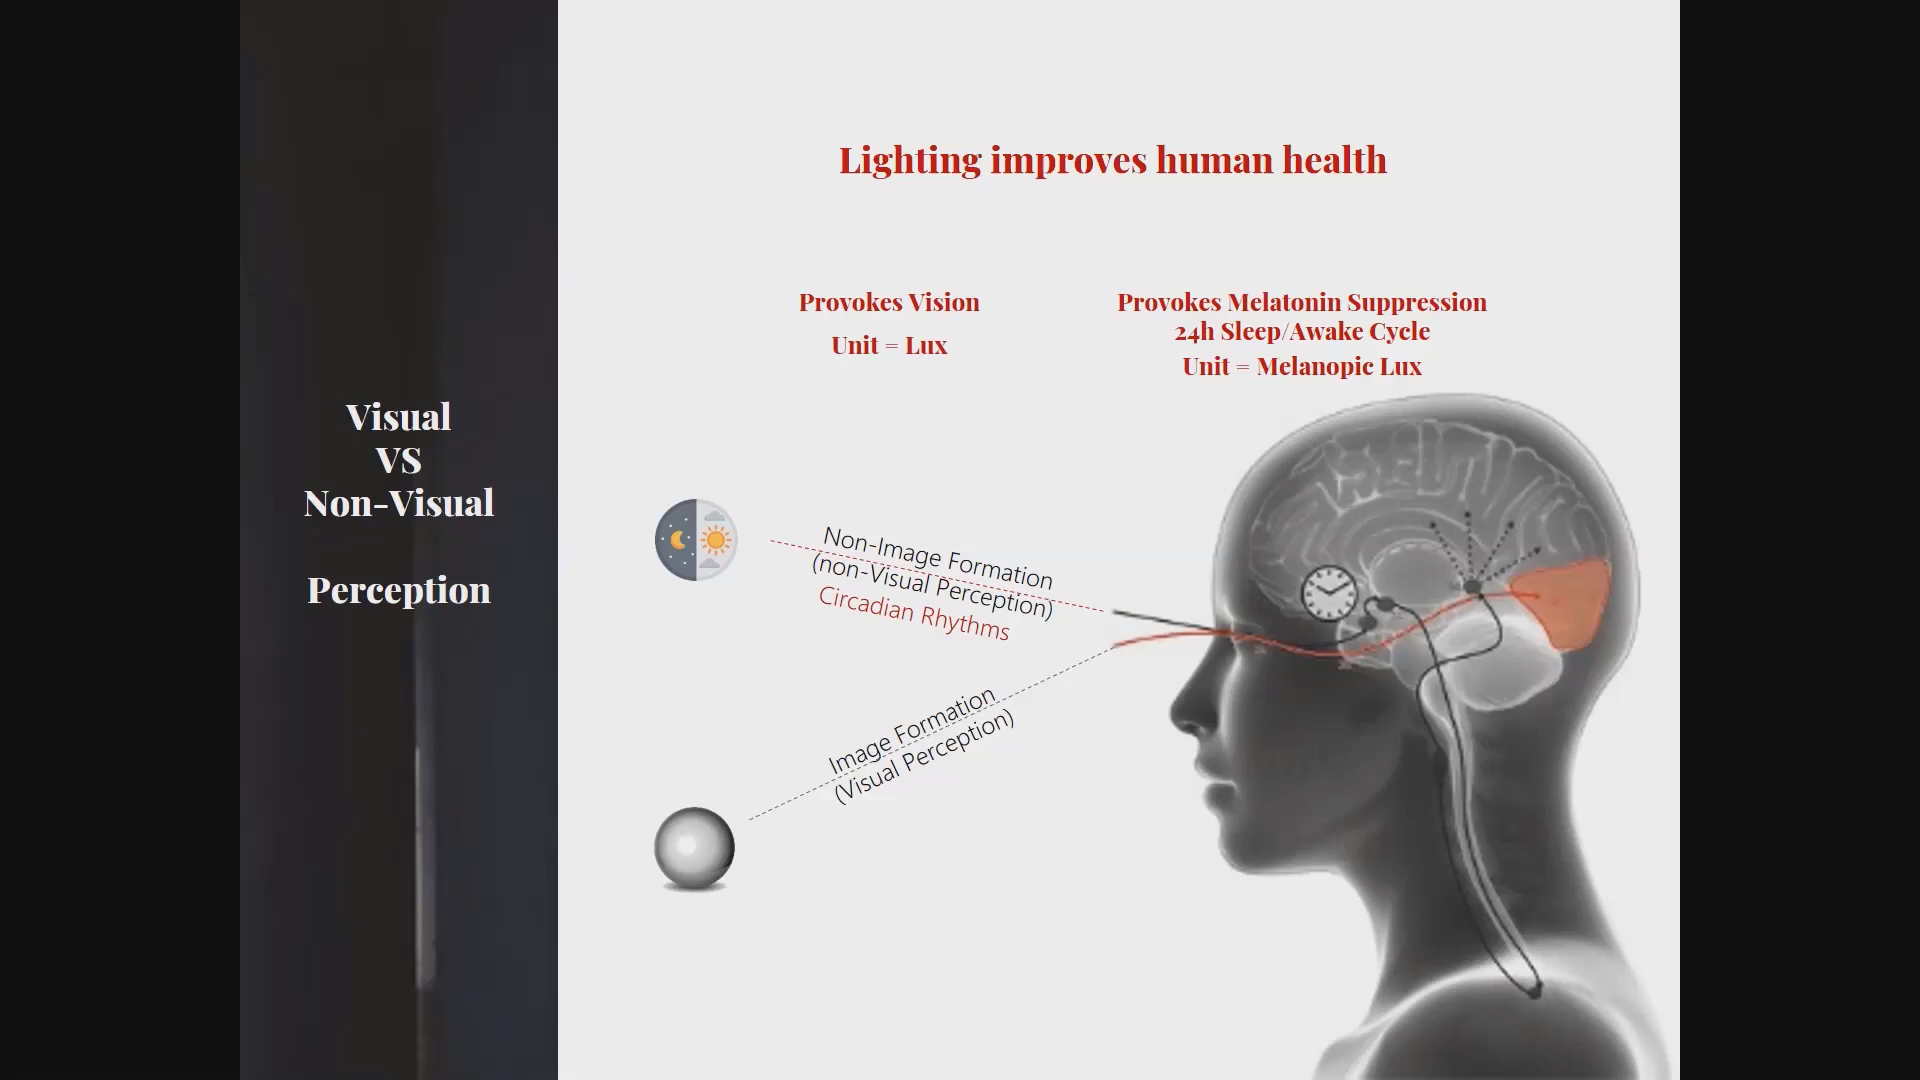 Visual
VS
Non-Visual
Perception
Lighting improves human health
Provokes Vision
Unit = Lux
Provokes Melatonin Suppression
24h Sleep/Awake Cycle
Unit = Melanopic Lux
Non-Image Formation
(non-Visual Perception)
Circadian Rhythms
Image Formation
(Visual Perception)